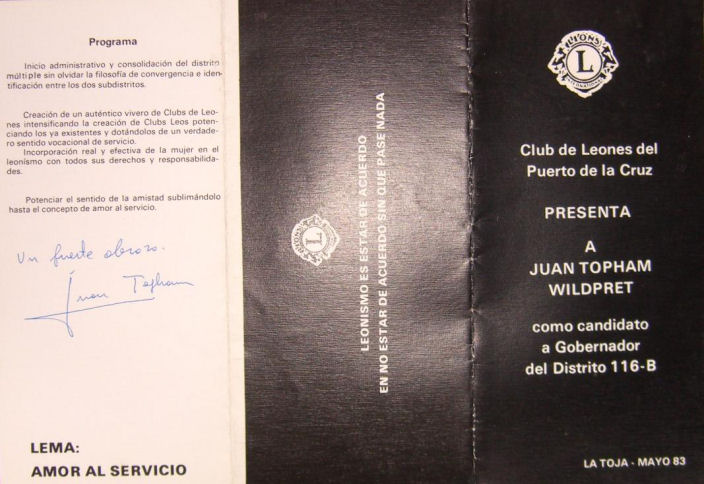 Programa
Inicio administrativo y consolidación del distrito
múltiple sin olvidar la filosofía de convergencia e iden-
tificación entre los dos subdistritos.
Creación de un auténtico vivero de Clubs de Leo-
nes intensificando la creación de Clubs Leos poten-
ciando los ya existentes y dotándolos de un verdade-
ro sentido vocacional de servicio.
Incorporación real y efectiva de la mujer en el
leonismo con todos sus derechos y responsabilida-
des.
Potenciar el sentido de la amistad sublimándolo
hasta el concepto de amor al servicio.
Un fuerte abrazo.
Juan Topham
LEMA:
AMOR AL SERVICIO
LIONS
L
INTERNATIONAL
LEONISMO ES ESTAR DE ACUERDO
EN NO ESTAR DE ACUERDO SIN QUE PASE NADA
LIONS
L
INTERNATIONAL
Club de Leones del
Puerto de la Cruz
PRESENTA
A
JUAN TOPHAM
WILDPRET
como candidato
a Gobernador
del Distrito 116-B
LA TOJA - MAYO 83